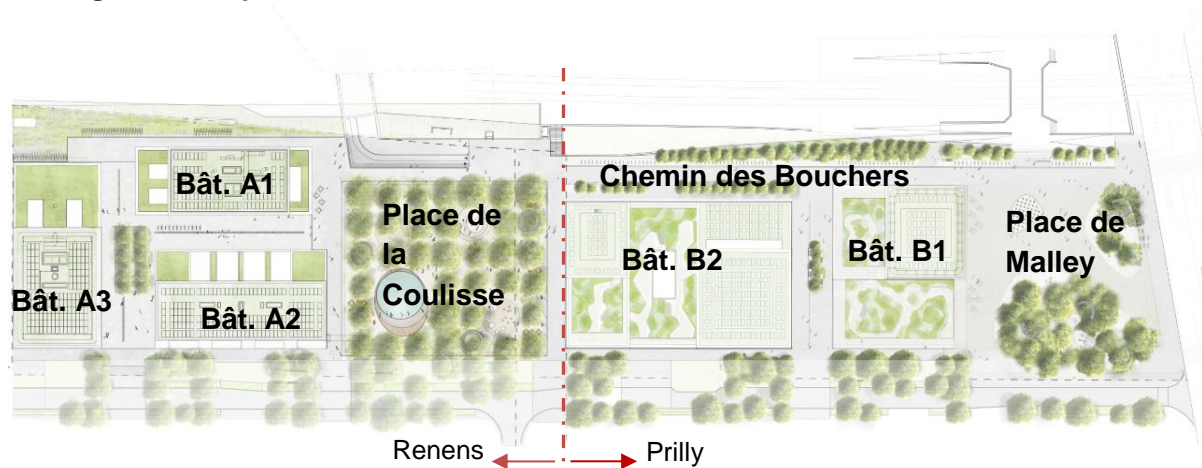 Bât. A1
Chemin des Bouchers
Place de
la
Coulisse
Place de
Malley
Bât. B2
Bât. B1
Bât. A3
Bât. A2
Renens
Prilly